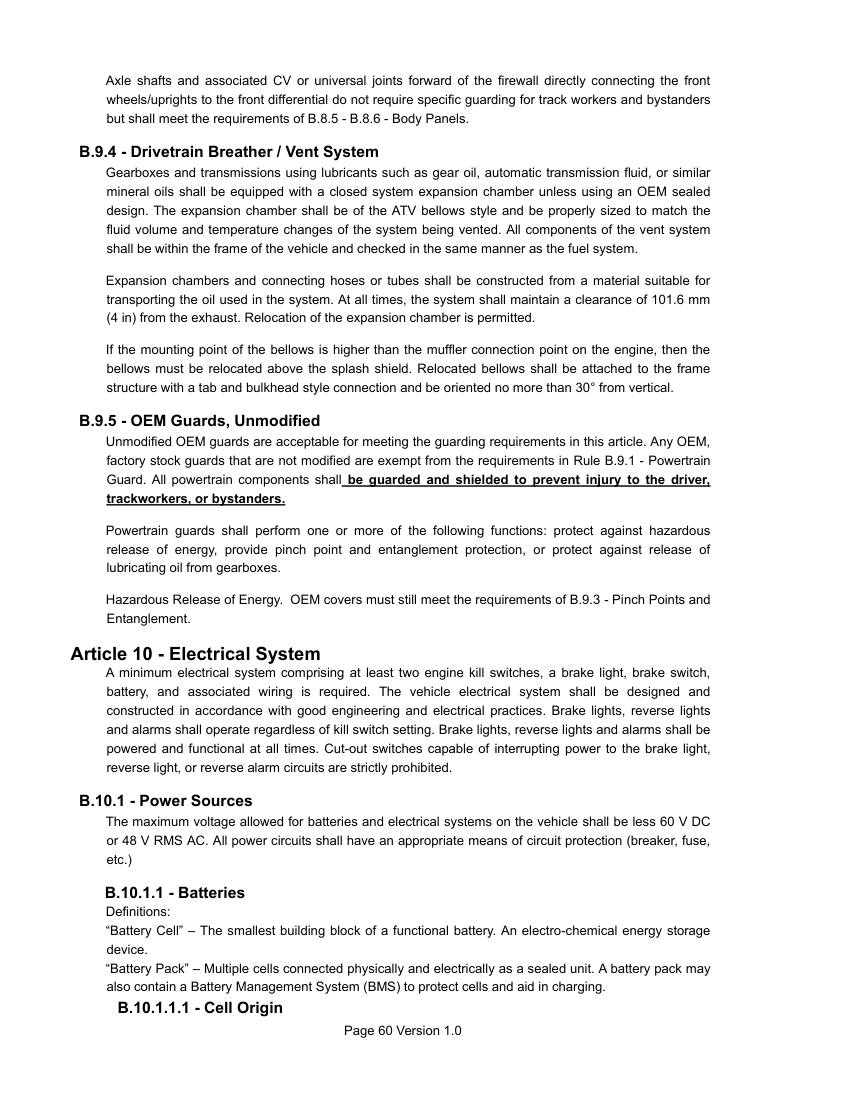 Axle shafts and associated CV or universal joints forward of the firewall directly connecting the front
wheels/uprights to the front differential do not require specific guarding for track workers and bystanders
but shall meet the requirements of B.8.5 - B.8.6 - Body Panels.
B.9.4 - Drivetrain Breather / Vent System
Gearboxes and transmissions using lubricants such as gear oil, automatic transmission fluid, or similar
mineral oils shall be equipped with a closed system expansion chamber unless using an OEM sealed
design. The expansion chamber shall be of the ATV bellows style and be properly sized to match the
fluid volume and temperature changes of the system being vented. All components of the vent system
shall be within the frame of the vehicle and checked in the same manner as the fuel system.
Expansion chambers and connecting hoses or tubes shall be constructed from a material suitable for
transporting the oil used in the system. At all times, the system shall maintain a clearance of 101.6 mm
(4 in) from the exhaust. Relocation of the expansion chamber is permitted.
If the mounting point of the bellows is higher than the muffler connection point on the engine, then the
bellows must be relocated above the splash shield. Relocated bellows shall be attached to the frame
structure with a tab and bulkhead style connection and be oriented no more than 30° from vertical.
B.9.5 - OEM Guards, Unmodified
Unmodified OEM guards are acceptable for meeting the guarding requirements in this article. Any OEM,
factory stock guards that are not modified are exempt from the requirements in Rule B.9.1 - Powertrain
Guard. All powertrain components shall be guarded and shielded to prevent injury to the driver,
trackworkers, or bystanders.
Powertrain guards shall perform one or more of the following functions: protect against hazardous
release of energy, provide pinch point and entanglement protection, or protect against release of
lubricating oil from gearboxes.
Hazardous Release of Energy.  OEM covers must still meet the requirements of B.9.3 - Pinch Points and
Entanglement.
Article 10 - Electrical System
A minimum electrical system comprising at least two engine kill switches, a brake light, brake switch,
battery, and associated wiring is required. The vehicle electrical system shall be designed and
constructed in accordance with good engineering and electrical practices. Brake lights, reverse lights
and alarms shall operate regardless of kill switch setting. Brake lights, reverse lights and alarms shall be
powered and functional at all times. Cut-out switches capable of interrupting power to the brake light,
reverse light, or reverse alarm circuits are strictly prohibited.
B.10.1 - Power Sources
The maximum voltage allowed for batteries and electrical systems on the vehicle shall be less 60 V DC
or 48 V RMS AC. All power circuits shall have an appropriate means of circuit protection (breaker, fuse,
etc.)
B.10.1.1 - Batteries
Definitions:
“Battery Cell” – The smallest building block of a functional battery. An electro-chemical energy storage
device.
“Battery Pack” – Multiple cells connected physically and electrically as a sealed unit. A battery pack may
also contain a Battery Management System (BMS) to protect cells and aid in charging.
B.10.1.1.1 - Cell Origin
Page 60 Version 1.0